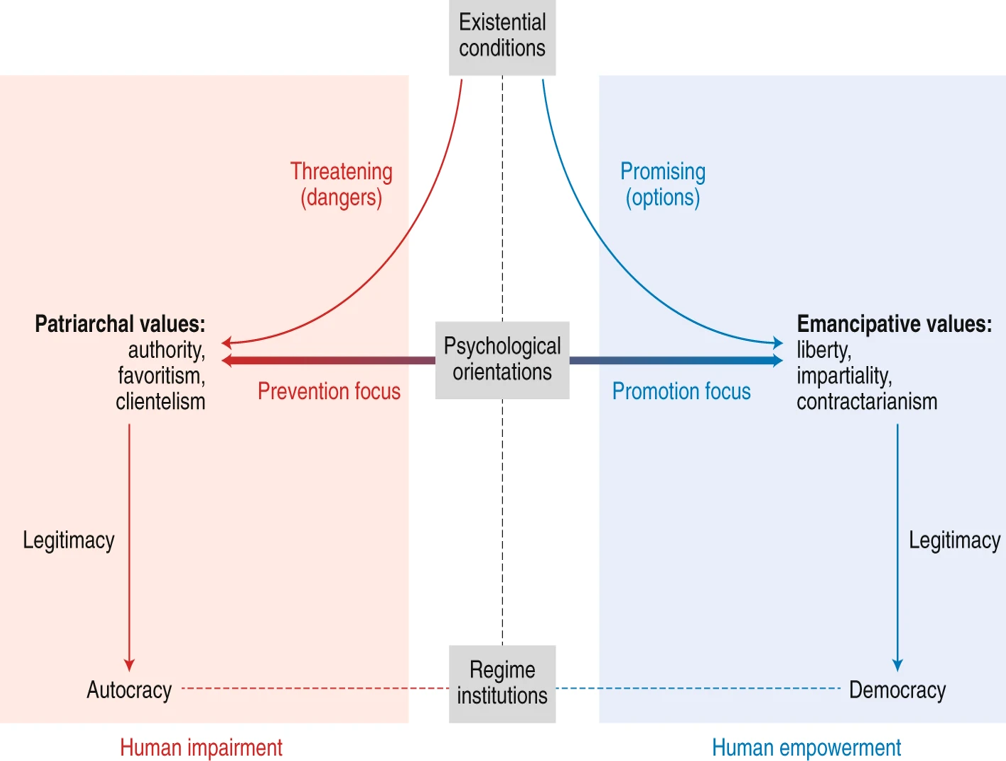 Existential
conditions
Threatening
(dangers)
Promising
(options)
Patriarchal values:
authority,
favoritism,
clientelism
Psychological
orientations
Emancipative values:
liberty,
impartiality,
contractarianism
Prevention focus
Promotion focus
Legitimacy
Legitimacy
Autocracy
Regime
institutions
Democracy
Human impairment
Human empowerment